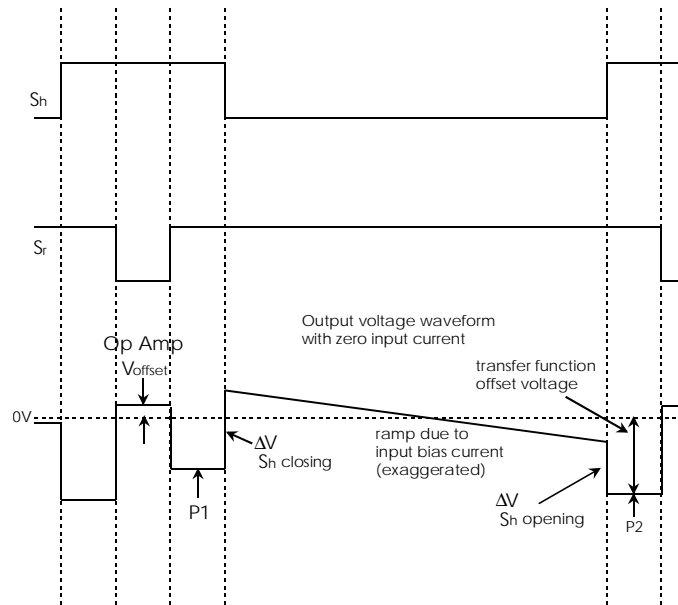 Sh
Sr
Output voltage waveform
with zero input current
Op Amp
Voffset
transfer function
offset voltage
0V
ΔV
Sh closing
ramp due to
input bias current
(exaggerated)
P1
ΔV
Sh opening
P2